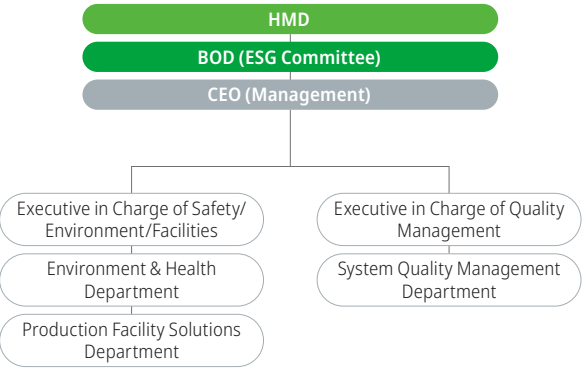 HMD
BOD (ESG Committee)
CEO (Management)
Executive in Charge of Safety/
Environment/Facilities
Environment & Health
Department
Production Facility Solutions
Department
Executive in Charge of Quality
Management
System Quality Management
Department